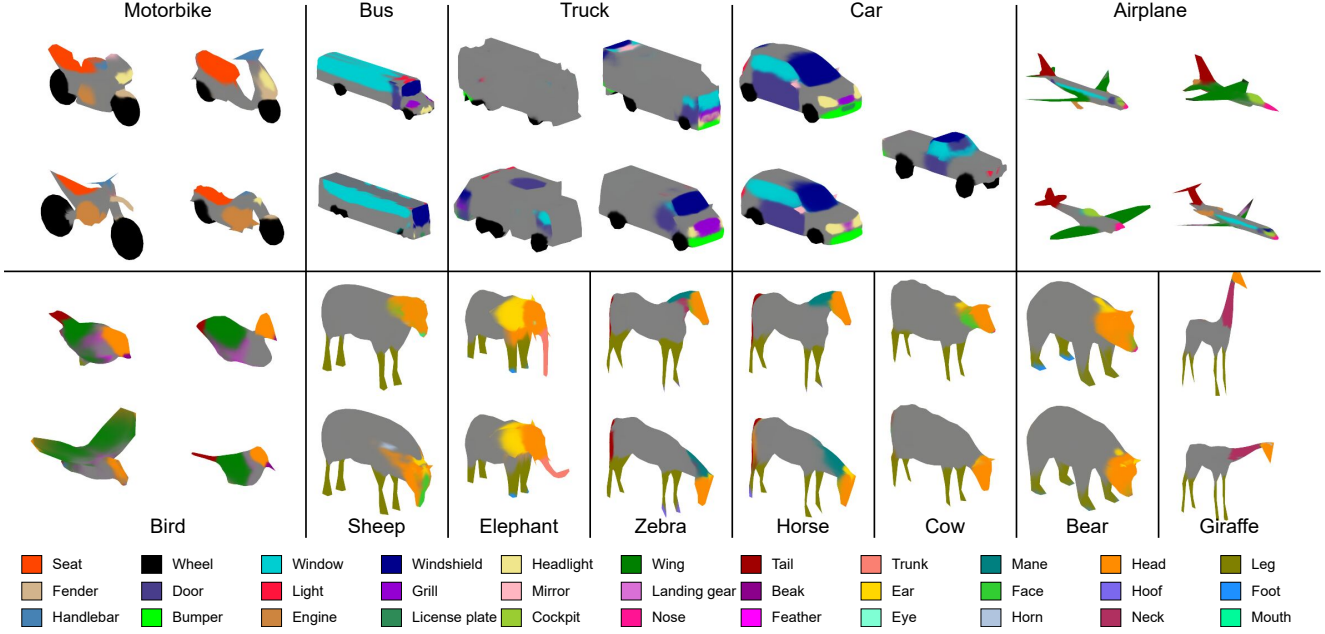 Motorbike Bus Truck Car Airplane
Bird Sheep Elephant Zebra Horse Cow Bear Giraffe
Seat Wheel Window Windshield Headlight Wing Tail Trunk Mane Head Leg
Fender Door Light Grill Mirror Landing gear Beak Ear Face Hoof Foot
Handlebar Bumper Engine License plate Cockpit Nose Feather Eye Horn Neck Mouth